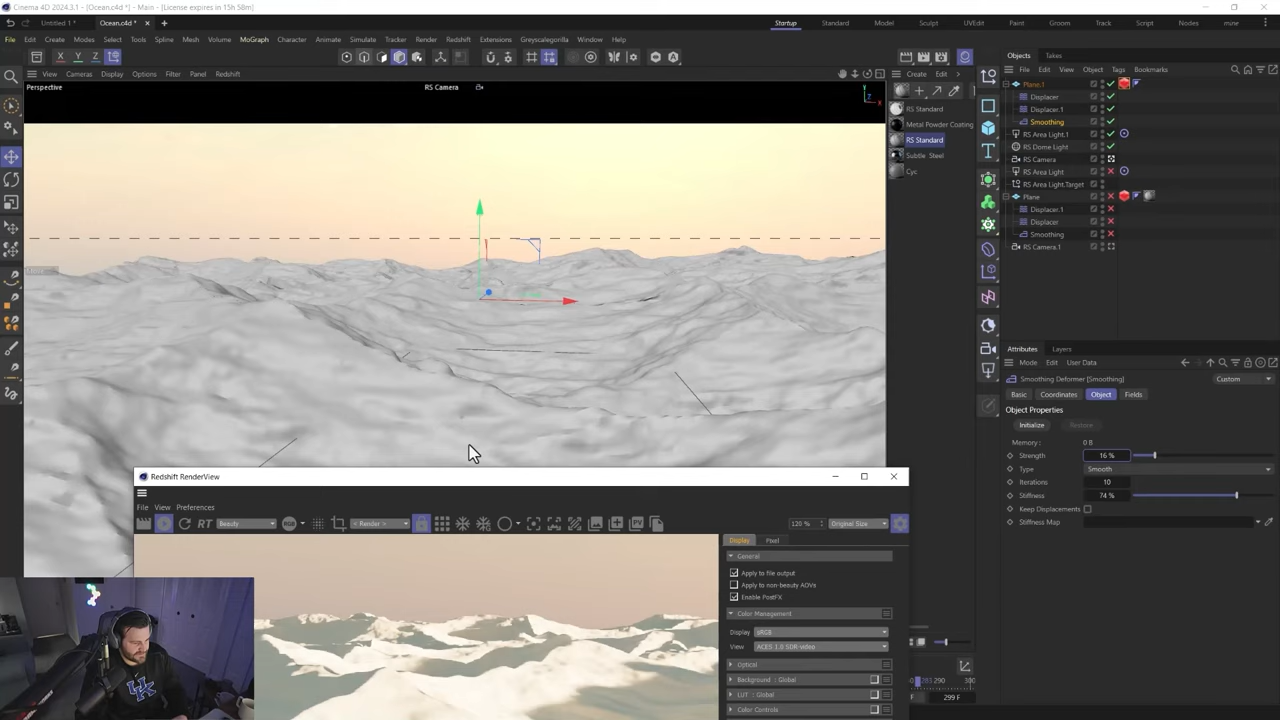 Cinema 4D 2024.3.1 - Main - (License expires in 15h 58m)
Untitled 1 *
Ocean.c4d *
Startup
Standard
Model
Sculpt
UVEdit
Paint
Groom
Track
Script
Nodes
mine
File
Edit
Create
Modes
Select
Tools
Spline
Mesh
Volume
MoGraph
Character
Animate
Simulate
Tracker
Render
Redshift
Extensions
Greyscalegorilla
Window
Help
X
Y
Z
Objects
Takes
View
Cameras
Display
Options
Filter
Panel
Redshift
Create
Edit
File
Edit
View
Object
Tags
Bookmarks
Perspective
RS Camera
RS Standard
Metal Powder Coating
RS Standard
Subtle Steel
Cyc
Plane.1
Displacer
Displacer.1
Smoothing
RS Area Light.1
RS Dome Light
RS Camera
RS Area Light
RS Area Light.Target
Plane
Displacer.1
Displacer
Smoothing
RS Camera.1
Attributes
Layers
Mode
Edit
User Data
Smoothing Deformer [Smoothing]
Custom
Basic
Coordinates
Object
Fields
Object Properties
Initialize
Restore
Memory :
0 B
Strength
16 %
Type
Smooth
Iterations
10
Stiffness
74 %
Keep Displacements
Stiffness Map
Redshift RenderView
File
View
Preferences
RT
Beauty
< Render >
120 %
Original Size
Display
Pixel
General
Apply to file output
Apply to non-beauty AOVs
Enable PostFX
Color Management
Display
sRGB
View
ACES 1.0 SDR-video
Optical
Background : Global
LUT : Global
Color Controls
290
300
F
299 F
UK